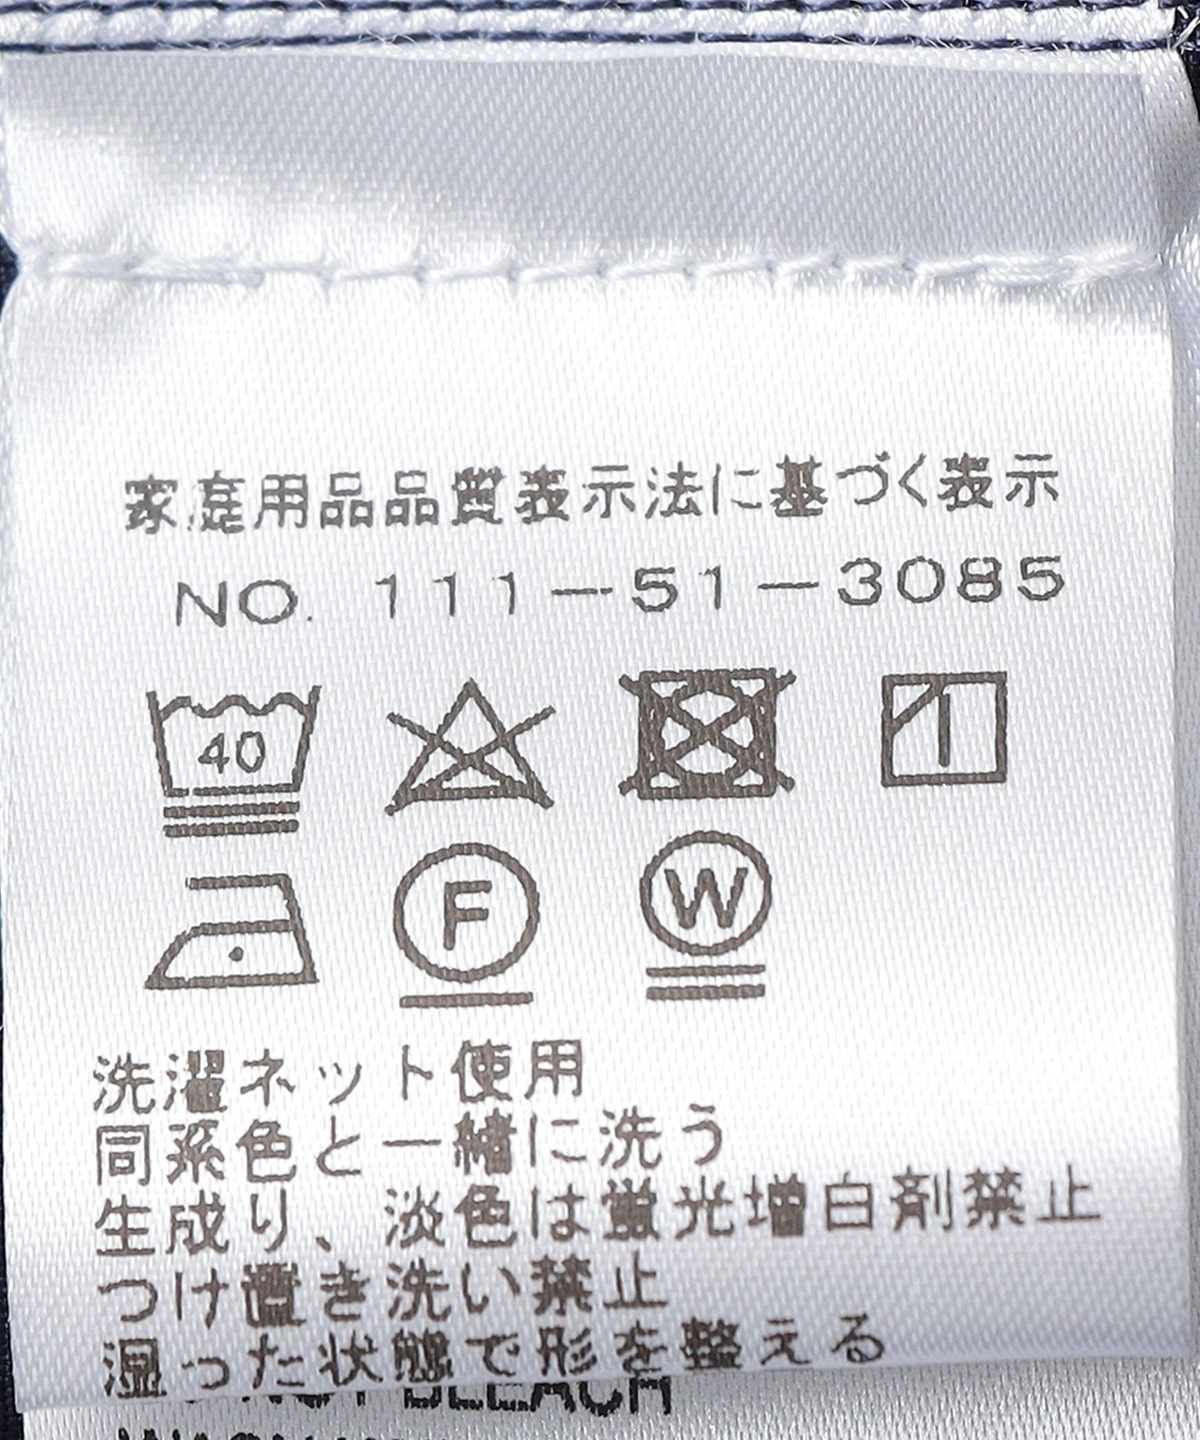 家庭用品品質表示法に基づく表示
NO. 111-51-3085
40
F
W
洗濯ネット使用
同系色と一緒に洗う
生成り、淡色は蛍光増白剤禁止
つけ置き洗い禁止
湿った状態で形を整える
BLEACH